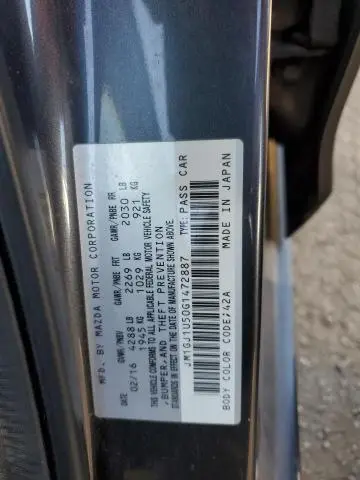 MFD. BY MAZDA MOTOR CORPORATION
DATE GVWR/PNBV GAWR/PNBE FRT GAWR/PNBE RR
02/16 4288 LB 2269 LB 2030 LB
1945 KG 1029 KG 921 KG
THIS VEHICLE CONFORMS TO ALL APPLICABLE FEDERAL MOTOR VEHICLE SAFETY
,BUMPER,AND THEFT PREVENTION STANDARDS IN EFFECT ON THE DATE OF MANUFACTURE SHOWN ABOVE.
JM1GJ1U50G1472887 TYPE:PASS CAR
BODY COLOR CODE;42A MADE IN JAPAN